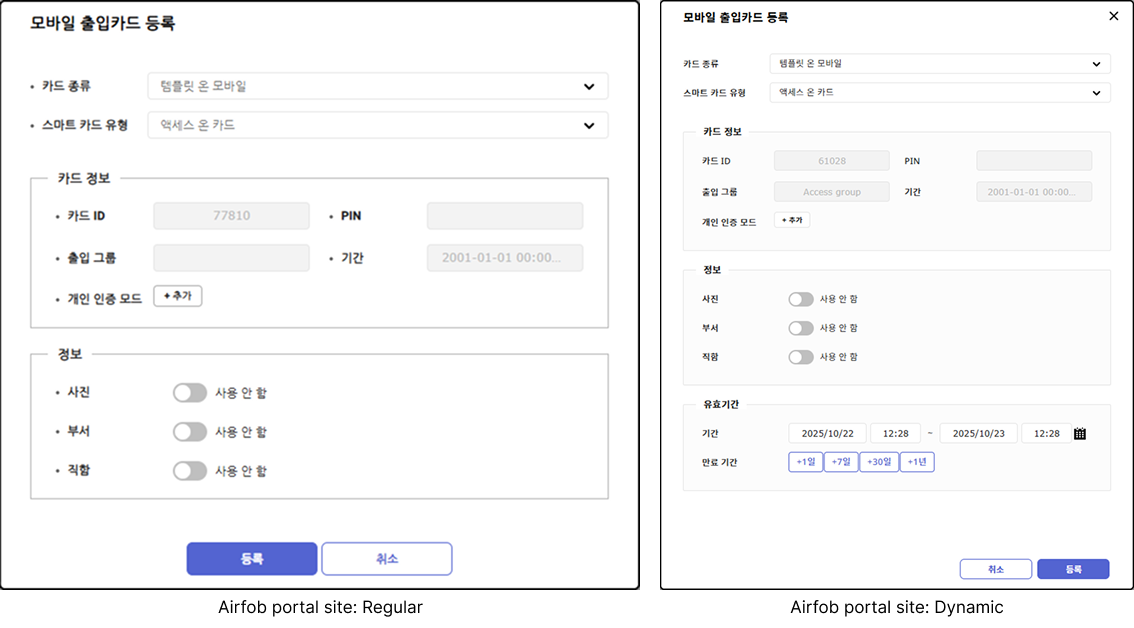 모바일 출입카드 등록
• 카드 종류 템플릿 온 모바일
• 스마트 카드 유형 액세스 온 카드
카드 정보
• 카드 ID 77810 • PIN
• 출입 그룹 • 기간 2001-01-01 00:00...
• 개인 인증 모드 + 추가
정보
• 사진 사용 안 함
• 부서 사용 안 함
• 직함 사용 안 함
등록 취소
Airfob portal site: Regular
모바일 출입카드 등록
카드 종류 템플릿 온 모바일
스마트 카드 유형 액세스 온 카드
카드 정보
카드 ID 61028 PIN
출입 그룹 Access group 기간 2001-01-01 00:00...
개인 인증 모드 + 추가
정보
사진 사용 안 함
부서 사용 안 함
직함 사용 안 함
유효기간
기간 2025/10/22 12:28 ~ 2025/10/23 12:28
만료 기간 +1일 +7일 +30일 +1년
취소 등록
Airfob portal site: Dynamic